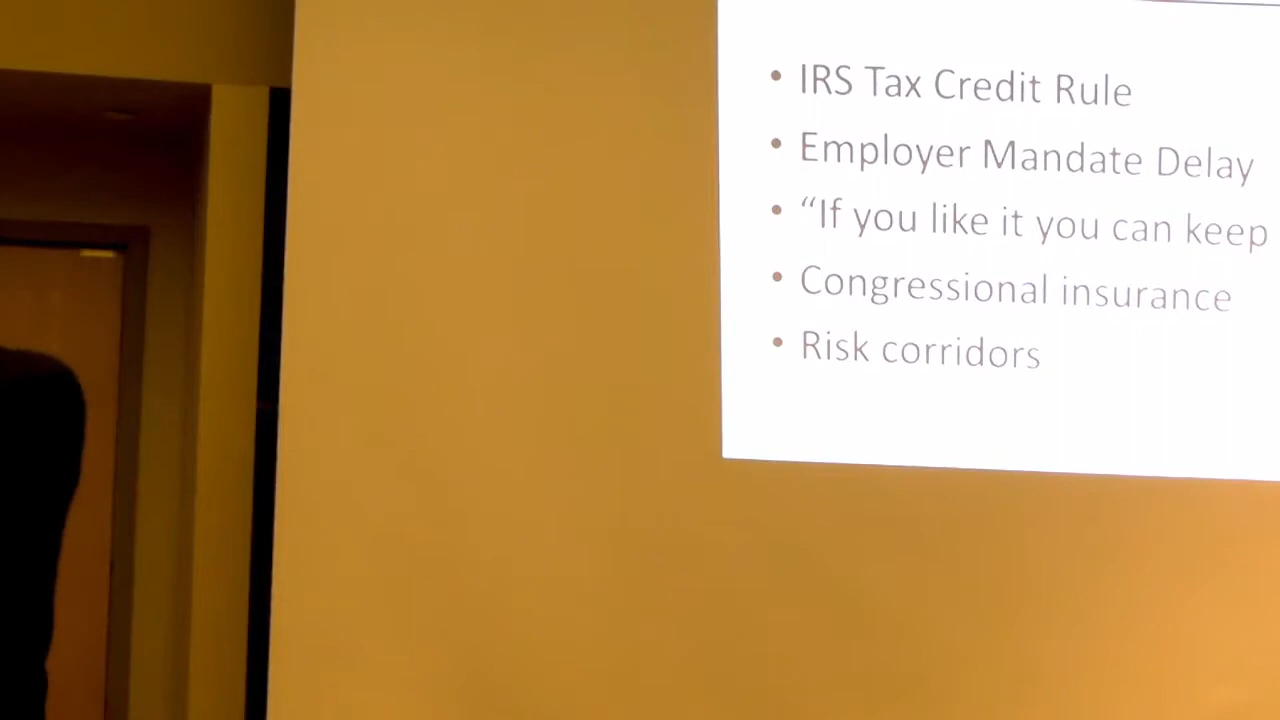 • IRS Tax Credit Rule
• Employer Mandate Delay
• “If you like it you can keep
• Congressional insurance
• Risk corridors